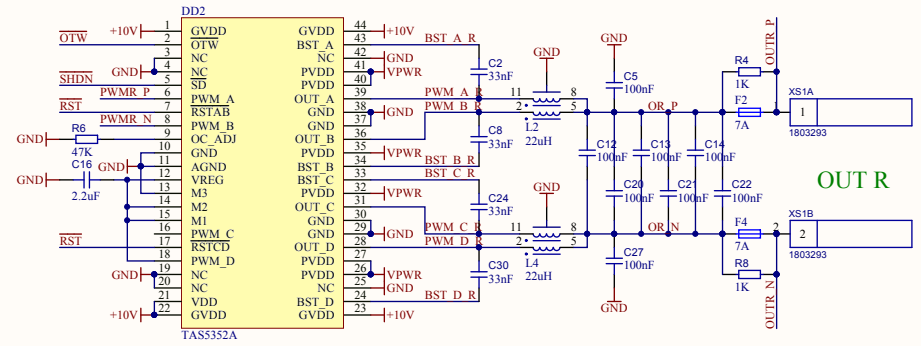 DD2
+10V 1 GVDD GVDD 44 +10V
OTW 2 OTW BST_A 43 BST_A_R
3 NC NC 42 GND
GND 4 NC PVDD 41 VPWR
SHDN 5 SD PVDD 40
PWMR_P 6 PWM_A OUT_A 39 PWM_A_R
RST 7 RSTAB GND 38 GND
PWMR_N 8 PWM_B GND 37 PWM_B_R
GND R6 47K 9 OC_ADJ OUT_B 36
10 GND PVDD 35 VPWR
GND 11 AGND BST_B 34 BST_B_R
GND C16 2.2uF 12 VREG BST_C 33 BST_C_R
13 M3 PVDD 32 VPWR
14 M2 OUT_C 31
15 M1 GND 30
16 PWM_C GND 29 GND PWM_C_R
RST 17 RSTCD OUT_D 28 PWM_D_R
18 PWM_D PVDD 27
GND 19 NC PVDD 26 VPWR
20 NC NC 25 GND
21 VDD BST_D 24 BST_D_R
+10V 22 GVDD GVDD 23 +10V
TAS5352A
C2
33nF
C8
33nF
C24
33nF
C30
33nF
GND
11 8
2 5
L2
22uH
GND
11 8
2 5
L4
22uH
GND
C5
100nF
OR_P
C12
100nF
C13
100nF
C14
100nF
C20
100nF
C21
100nF
C22
100nF
OR_N
C27
100nF
GND
OUTR_P
R4
1K
F2
7A
1
XS1A
1
1803293
OUT R
F4
7A
2
XS1B
2
1803293
R8
1K
OUTR_N